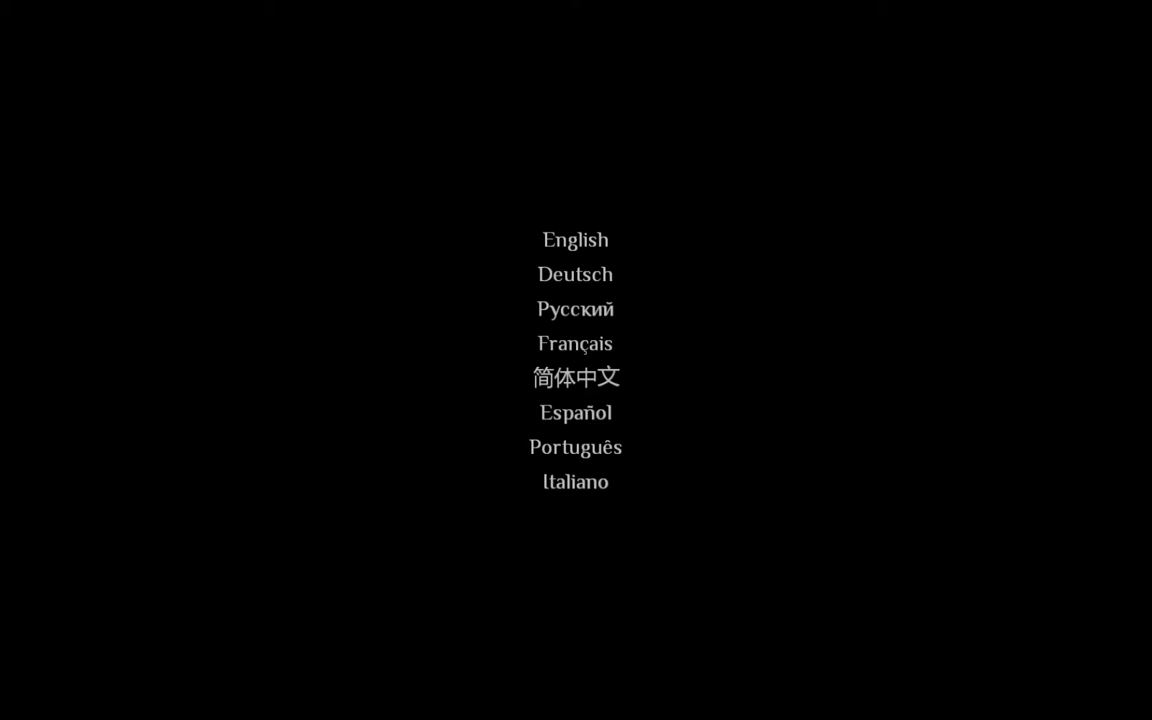 English
Deutsch
Русский
Français
简体中文
Español
Português
Italiano